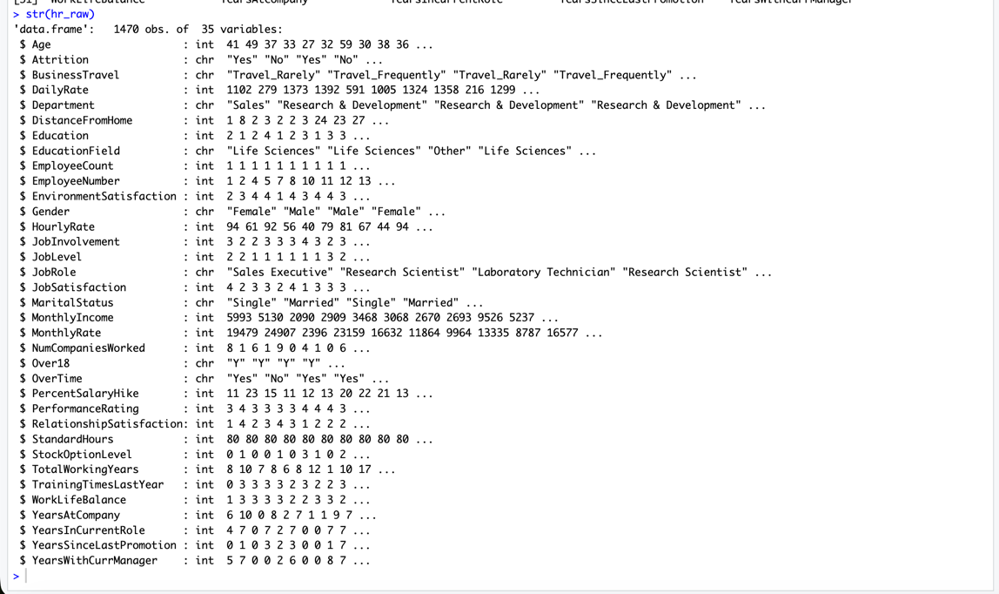 [31] "WorkLifeBalance" "YearsAtCompany" "YearsInCurrentRole" "YearsSinceLastPromotion" "YearsWithCurrManager"
> str(hr_raw)
'data.frame':	1470 obs. of  35 variables:
 $ Age                     : int  41 49 37 33 27 32 59 30 38 36 ...
 $ Attrition               : chr  "Yes" "No" "Yes" "No" ...
 $ BusinessTravel          : chr  "Travel_Rarely" "Travel_Frequently" "Travel_Rarely" "Travel_Frequently" ...
 $ DailyRate               : int  1102 279 1373 1392 591 1005 1324 1358 216 1299 ...
 $ Department              : chr  "Sales" "Research & Development" "Research & Development" "Research & Development" ...
 $ DistanceFromHome        : int  1 8 2 3 2 2 3 24 23 27 ...
 $ Education               : int  2 1 2 4 1 2 3 1 3 3 ...
 $ EducationField          : chr  "Life Sciences" "Life Sciences" "Other" "Life Sciences" ...
 $ EmployeeCount           : int  1 1 1 1 1 1 1 1 1 1 ...
 $ EmployeeNumber          : int  1 2 4 5 7 8 10 11 12 13 ...
 $ EnvironmentSatisfaction : int  2 3 4 4 1 4 3 4 4 3 ...
 $ Gender                  : chr  "Female" "Male" "Male" "Female" ...
 $ HourlyRate              : int  94 61 92 56 40 79 81 67 44 94 ...
 $ JobInvolvement          : int  3 2 2 3 3 3 4 3 2 3 ...
 $ JobLevel                : int  2 2 1 1 1 1 1 1 3 2 ...
 $ JobRole                 : chr  "Sales Executive" "Research Scientist" "Laboratory Technician" "Research Scientist" ...
 $ JobSatisfaction         : int  4 2 3 3 2 4 1 3 3 3 ...
 $ MaritalStatus           : chr  "Single" "Married" "Single" "Married" ...
 $ MonthlyIncome           : int  5993 5130 2090 2909 3468 3068 2670 2693 9526 5237 ...
 $ MonthlyRate             : int  19479 24907 2396 23159 16632 11864 9964 13335 8787 16577 ...
 $ NumCompaniesWorked      : int  8 1 6 1 9 0 4 1 0 6 ...
 $ Over18                  : chr  "Y" "Y" "Y" "Y" ...
 $ OverTime                : chr  "Yes" "No" "Yes" "Yes" ...
 $ PercentSalaryHike       : int  11 23 15 11 12 13 20 22 21 13 ...
 $ PerformanceRating       : int  3 4 3 3 3 3 4 4 4 3 ...
 $ RelationshipSatisfaction: int  1 4 2 3 4 3 1 2 2 2 ...
 $ StandardHours           : int  80 80 80 80 80 80 80 80 80 80 ...
 $ StockOptionLevel        : int  0 1 0 0 1 0 3 1 0 2 ...
 $ TotalWorkingYears       : int  8 10 7 8 6 8 12 1 10 17 ...
 $ TrainingTimesLastYear   : int  0 3 3 3 3 2 3 2 2 3 ...
 $ WorkLifeBalance         : int  1 3 3 3 3 2 2 3 3 2 ...
 $ YearsAtCompany          : int  6 10 0 8 2 7 1 1 9 7 ...
 $ YearsInCurrentRole      : int  4 7 0 7 2 7 0 0 7 7 ...
 $ YearsSinceLastPromotion : int  0 1 0 3 2 3 0 0 1 7 ...
 $ YearsWithCurrManager    : int  5 7 0 0 2 6 0 0 8 7 ...
>